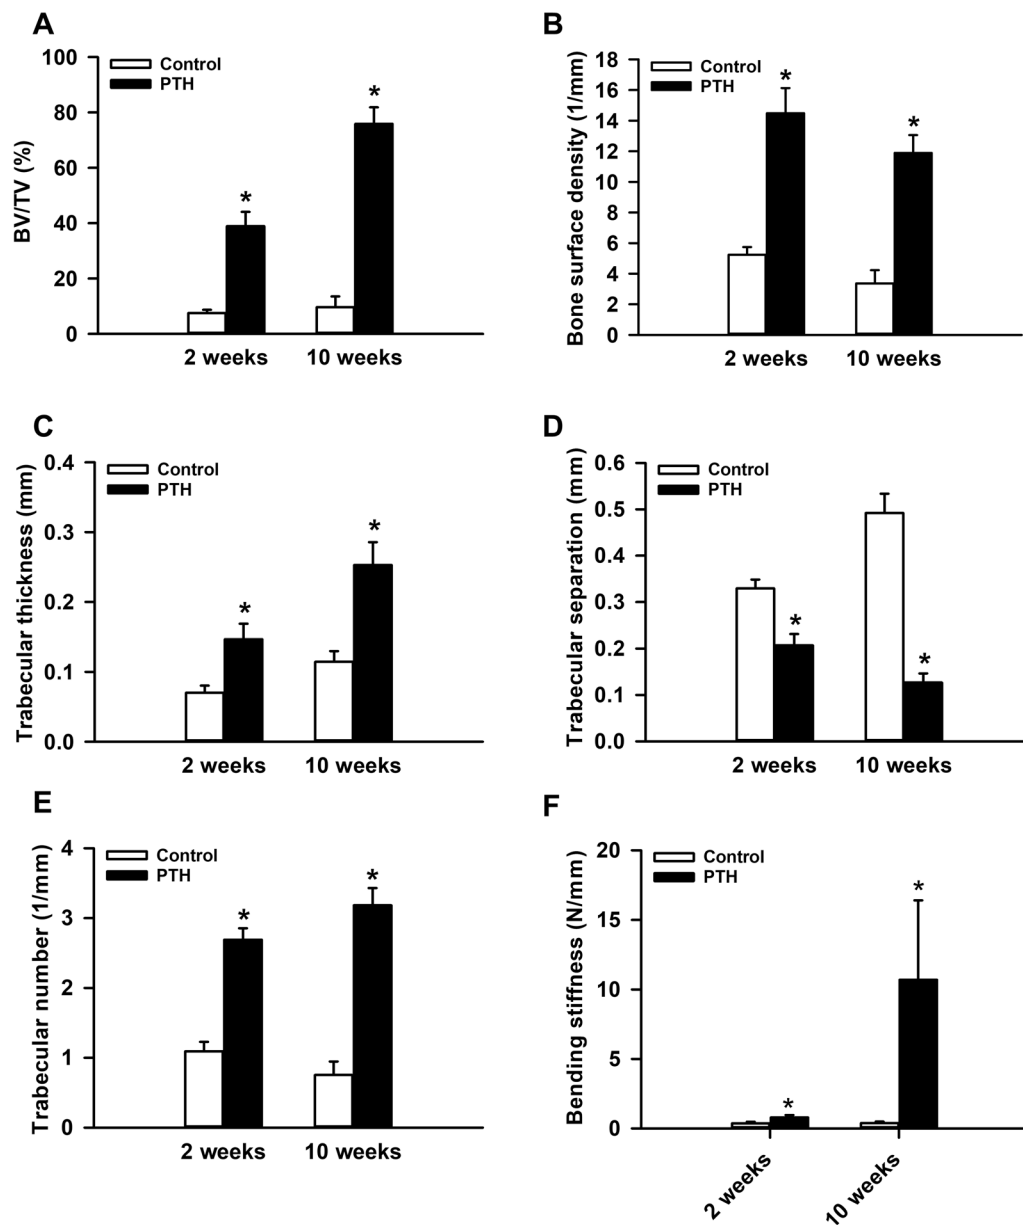 A
BV/TV (%)
100
80
60
40
20
0
Control
PTH
*
*
2 weeks
10 weeks
B
Bone surface density (1/mm)
18
16
14
12
10
8
6
4
2
0
Control
PTH
*
*
2 weeks
10 weeks
C
Trabecular thickness (mm)
0.4
0.3
0.2
0.1
0.0
Control
PTH
*
*
2 weeks
10 weeks
D
Trabecular separation (mm)
0.6
0.5
0.4
0.3
0.2
0.1
0.0
Control
PTH
*
*
2 weeks
10 weeks
E
Trabecular number (1/mm)
4
3
2
1
0
Control
PTH
*
*
2 weeks
10 weeks
F
Bending stiffness (N/mm)
20
15
10
5
0
Control
PTH
*
*
2 weeks
10 weeks